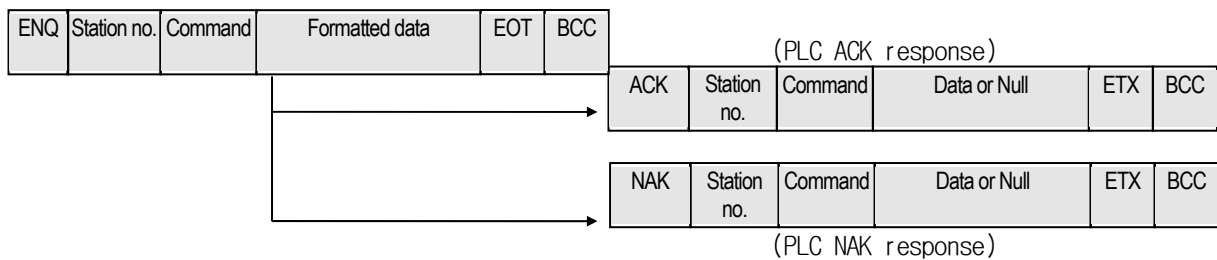 ENQ Station no. Command Formatted data EOT BCC
(PLC ACK response)
ACK Station no. Command Data or Null ETX BCC
NAK Station no. Command Data or Null ETX BCC
(PLC NAK response)